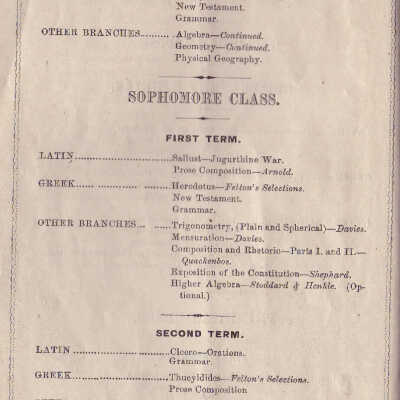 New Testament.
Grammar.
OTHER BRANCHES.........Algebra—Continued.
Geometry—Continued.
Physical Geography.
SOPHOMORE CLASS.
FIRST TERM.
LATIN............................Sallust—Jugurthine War.
Prose Composition—Arnold.
GREEK...... ............ ........Herodotus—Felton's Selections.
New Testament.
Grammar.
OTHER BRANCHES... .....Trigonometry, (Plain and Spherical)—Davies.
Mensuration—Davies.
Composition and Rhetoric—Parts I. and II.—
Quackenbos.
Exposition of the Constitution—Shephard.
Higher Algebra—Stoddard & Henkle. (Op-
tional.)
SECOND TERM.
LATIN ............................Cicero—Orations.
Grammar.
GREEK............................Thucyldides—Felton's Selections.
Prose Composition